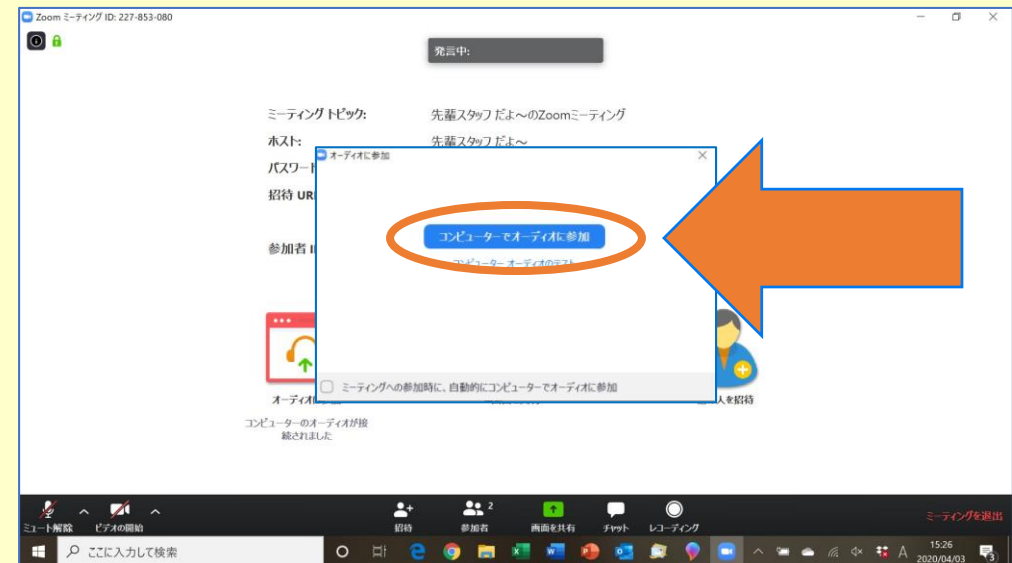 Zoom ミーティング ID: 227-853-080
発言中:
ミーティング トピック: 先輩スタッフ だよ～のZoomミーティング
ホスト: 先輩スタッフ だよ～
パスワード
招待 UR
参加者 I
オーディオに参加
コンピューターでオーディオに参加
コンピューター オーディオのテスト
ミーティングへの参加時に、自動的にコンピューターでオーディオに参加
オーディオ
人を招待
コンピューターのオーディオが接
続されました
ミュート解除 ビデオの開始 招待 参加者 2 画面を共有 チャット レコーディング ミーティングを退出
ここに入力して検索
A
15:26
2020/04/03
3